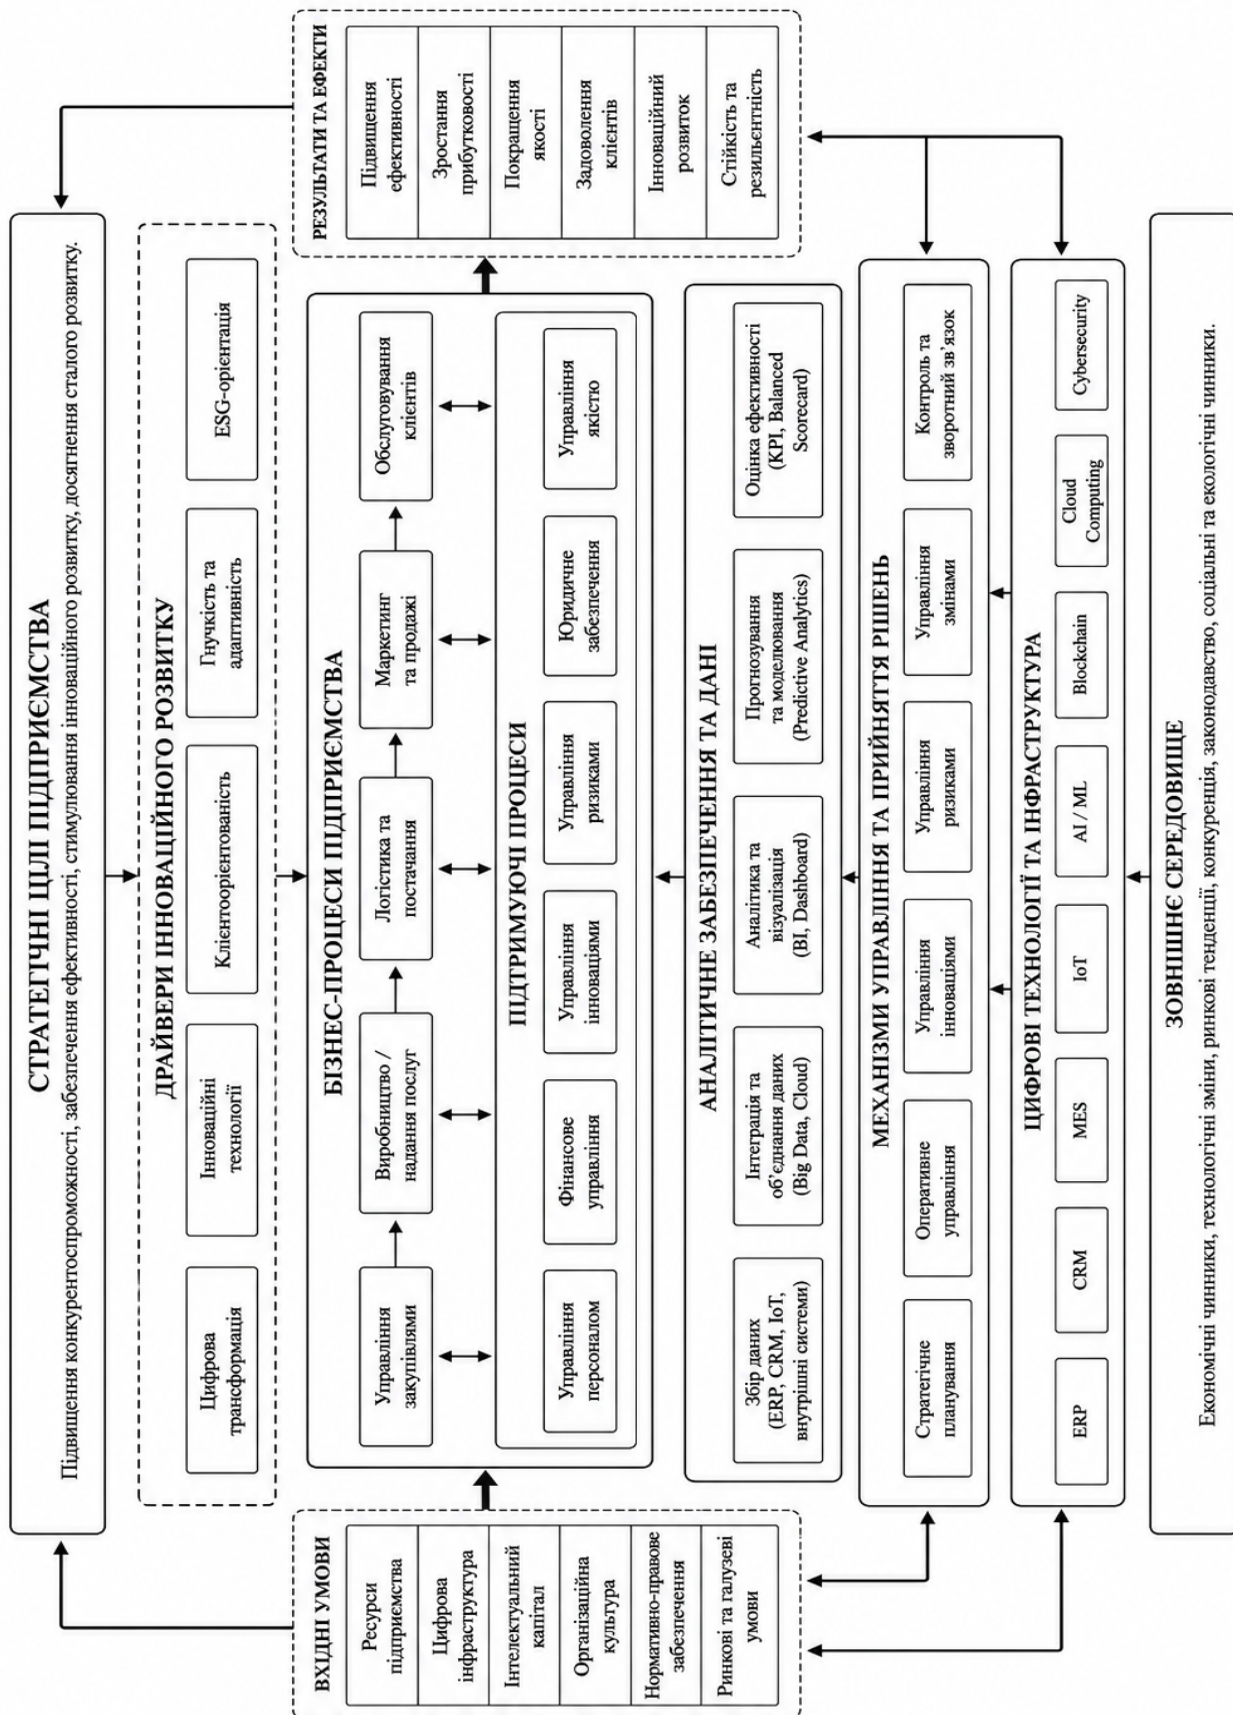 СТРАТЕГІЧНІ ЦІЛІ ПІДПРИЄМСТВА
Підвищення конкурентоспроможності, забезпечення ефективності, стимулювання інноваційного розвитку, досягнення сталого розвитку.
ДРАЙВЕРИ ІННОВАЦІЙНОГО РОЗВИТКУ
Цифрова
трансформація
Інноваційні
технології
Клієнтоорієнтованість
Гнучкість та
адаптивність
ESG-орієнтація
ВХІДНІ УМОВИ
Ресурси
підприємства
Цифрова
інфраструктура
Інтелектуальний
капітал
Організаційна
культура
Нормативно-правове
забезпечення
Ринкові та галузеві
умови
БІЗНЕС-ПРОЦЕСИ ПІДПРИЄМСТВА
Управління
закупівлями
Виробництво /
надання послуг
Логістика та
постачання
Маркетинг
та продажі
Обслуговування
клієнтів
ПІДТРИМУЮЧІ ПРОЦЕСИ
Управління
персоналом
Фінансове
управління
Управління
інноваціями
Управління
ризиками
Юридичне
забезпечення
Управління
якістю
РЕЗУЛЬТАТИ ТА ЕФЕКТИ
Підвищення
ефективності
Зростання
прибутковості
Покращення
якості
Задоволення
клієнтів
Інноваційний
розвиток
Стійкість та
резильєнтність
АНАЛІТИЧНЕ ЗАБЕЗПЕЧЕННЯ ТА ДАНІ
Збір даних
(ERP, CRM, IoT,
внутрішні системи)
Інтеграція та
об’єднання даних
(Big Data, Cloud)
Аналітика та
візуалізація
(BI, Dashboard)
Прогнозування
та моделювання
(Predictive Analytics)
Оцінка ефективності
(KPI, Balanced
Scorecard)
МЕХАНІЗМИ УПРАВЛІННЯ ТА ПРИЙНЯТТЯ РІШЕНЬ
Стратегічне
планування
Оперативне
управління
Управління
інноваціями
Управління
ризиками
Управління
змінами
Контроль та
зворотний зв’язок
ЦИФРОВІ ТЕХНОЛОГІЇ ТА ІНФРАСТРУКТУРА
ERP
CRM
MES
IoT
AI / ML
Blockchain
Cloud
Computing
Cybersecurity
ЗОВНІШНЄ СЕРЕДОВИЩЕ
Економічні чинники, технологічні зміни, ринкові тенденції, конкуренція, законодавство, соціальні та екологічні чинники.